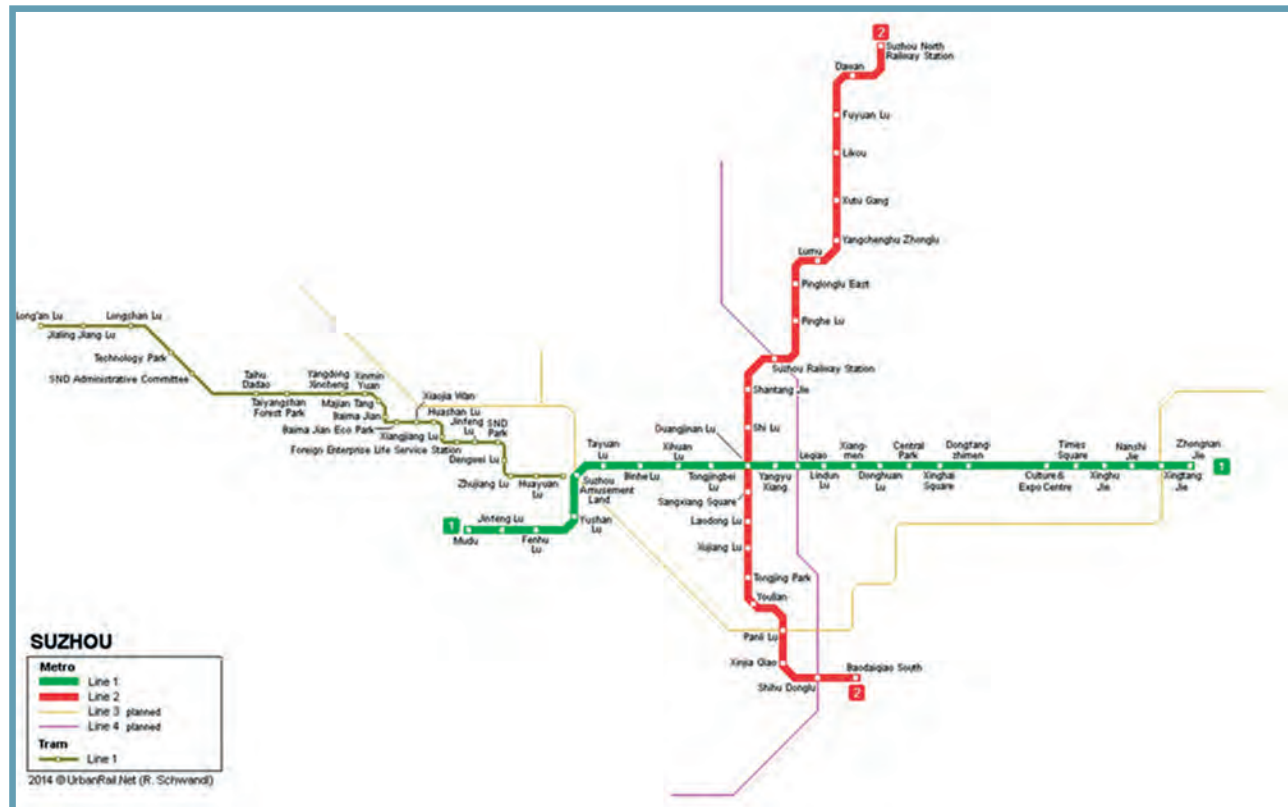 2
Suzhou North
Railway Station
Dawan
Fuyuan Lu
Likou
Xutu Gang
Yangchenghu Zhonglu
Lumu
Pinglonglu East
Pinghe Lu
Suzhou Railway Station
Shantang Jie
Shi Lu
Long'an Lu
Jialing Jiang Lu
Longshan Lu
Technology Park
SND Administrative Committee
Taihu
Dadao
Taiyangshan
Forest Park
Yangdong
Xincheng
Majian Tang
Xinmin
Yuan
Baima Jian
Baima Jian Eco Park
Xiaojia Wan
Huashan Lu
Xiangjiang Lu
Jinfeng
Lu
Foreign Enterprise Life Service Station
SND
Park
Dengwei Lu
Zhujiang Lu
Huayuan
Lu
Suzhou
Amusement
Land
Tayuan
Lu
Binhe Lu
Xihuan
Lu
Tongjingbei
Lu
Guangjinan Lu
Yangyu
Xiang
Leqiao
Lindun
Lu
Xiang-
men
Donghuan
Lu
Central
Park
Xinghai
Square
Dongfang-
zhimen
Culture &
Expo Centre
Times
Square
Xinghu
Jie
Nanshi
Jie
Xingtang
Jie
Zhongnan
Jie
1
1
Mudu
Jinfeng Lu
Fenhu
Lu
Yushan
Lu
Sangxiang Square
Laodong Lu
Xujiang Lu
Tongjing Park
Youlian
Panli Lu
Xinjia Qiao
Shihu Donglu
Baodaiqiao South
2
SUZHOU
Metro
Line 1
Line 2
Line 3 planned
Line 4 planned
Tram
Line 1
2014 © UrbanRail.Net (R. Schwandl)